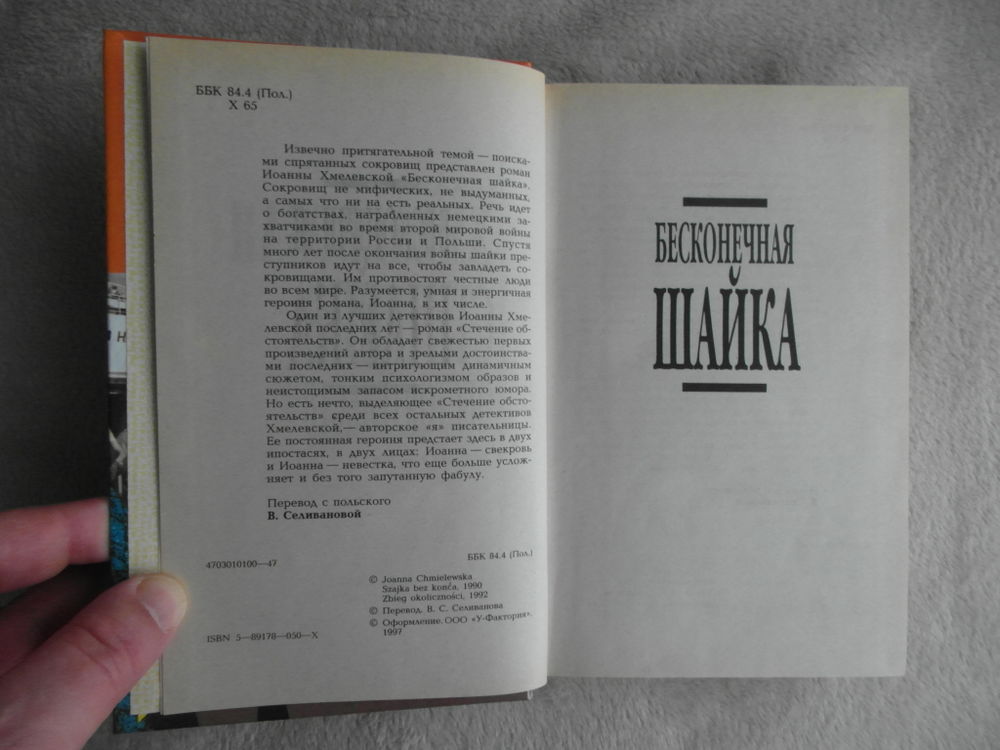 ББК 84.4 (Пол.)
Х 65
Извечно притягательной темой — поиска-
ми спрятанных сокровищ представлен роман
Иоанны Хмелевской «Бесконечная шайка».
Сокровищ не мифических, не выдуманных,
а самых что ни на есть реальных. Речь идет
о богатствах, награбленных немецкими за-
хватчиками во время второй мировой войны
на территории России и Польши. Спустя
много лет после окончания войны шайки пре-
ступников идут на все, чтобы завладеть со-
кровищами. Им противостоят честные люди
во всем мире. Разумеется, умная и энергичная
героиня романа, Иоанна, в их числе.
Один из лучших детективов Иоанны Хме-
левской последних лет — роман «Стечение об-
стоятельств». Он обладает свежестью первых
произведений автора и зрелыми достоинства-
ми последних — интригующим динамичным
сюжетом, тонким психологизмом образов и
неистощимым запасом искрометного юмора.
Но есть нечто, выделяющее «Стечение обсто-
ятельств» среди всех остальных детективов
Хмелевской,— авторское «я» писательницы.
Ее постоянная героиня предстает здесь в двух
ипостасях, в двух лицах: Иоанна — свекровь
и Иоанна — невестка, что еще больше услож-
няет и без того запутанную фабулу.
Перевод с польского
В. Селивановой
ББК 84.4 (Пол.)
4703010100—47
© Joanna Chmielewska
Szajka bez końca, 1990
Zbieg okoliczności, 1992
© Перевод. В. С. Селиванова
© Оформление. ООО «У-Фактория».
1997
ISBN 5—89178—050—X
БЕСКОНЕЧНАЯ
ШАЙКА